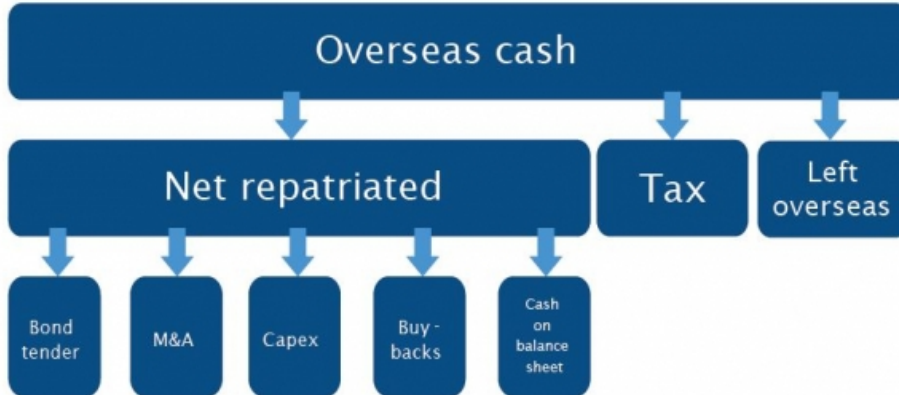 Overseas cash
Net repatriated
Tax
Left
overseas
Bond
tender
M&A
Capex
Buy-
backs
Cash
on
balance
sheet